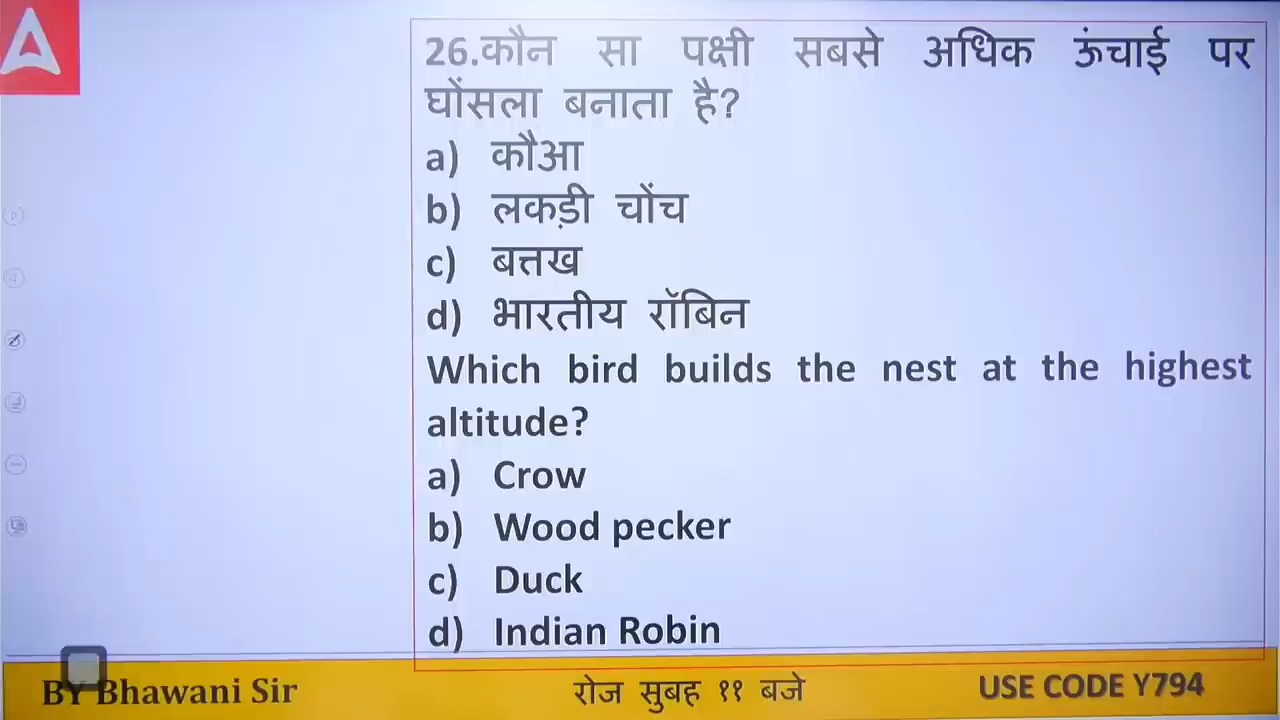 26.कौन सा पक्षी सबसे अधिक ऊंचाई पर
घोंसला बनाता है?
a) कौआ
b) लकड़ी चोंच
c) बत्तख
d) भारतीय रॉबिन
Which bird builds the nest at the highest
altitude?
a) Crow
b) Wood pecker
c) Duck
d) Indian Robin
BY Bhawani Sir
रोज सुबह ११ बजे
USE CODE Y794